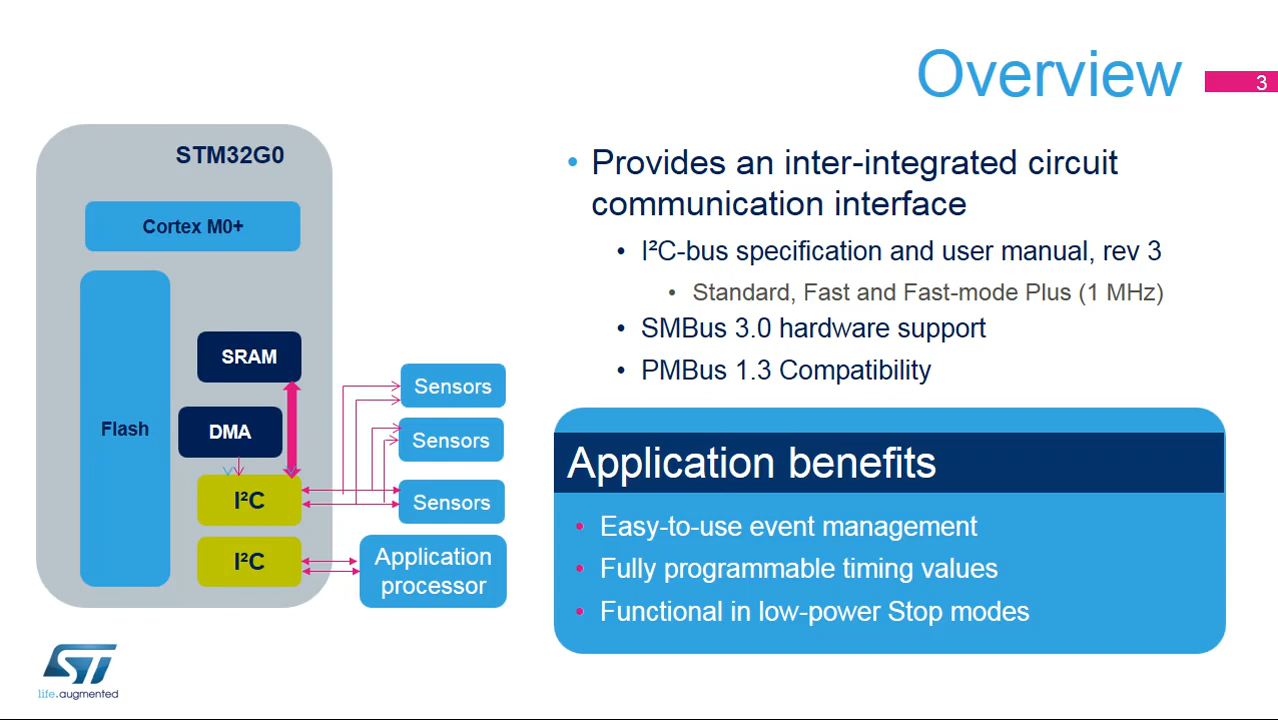 Overview
3
STM32G0
Cortex M0+
Flash
SRAM
DMA
I²C
I²C
Sensors
Sensors
Sensors
Application
processor
• Provides an inter-integrated circuit
communication interface
• I²C-bus specification and user manual, rev 3
• Standard, Fast and Fast-mode Plus (1 MHz)
• SMBus 3.0 hardware support
• PMBus 1.3 Compatibility
Application benefits
• Easy-to-use event management
• Fully programmable timing values
• Functional in low-power Stop modes
ST
life.augmented